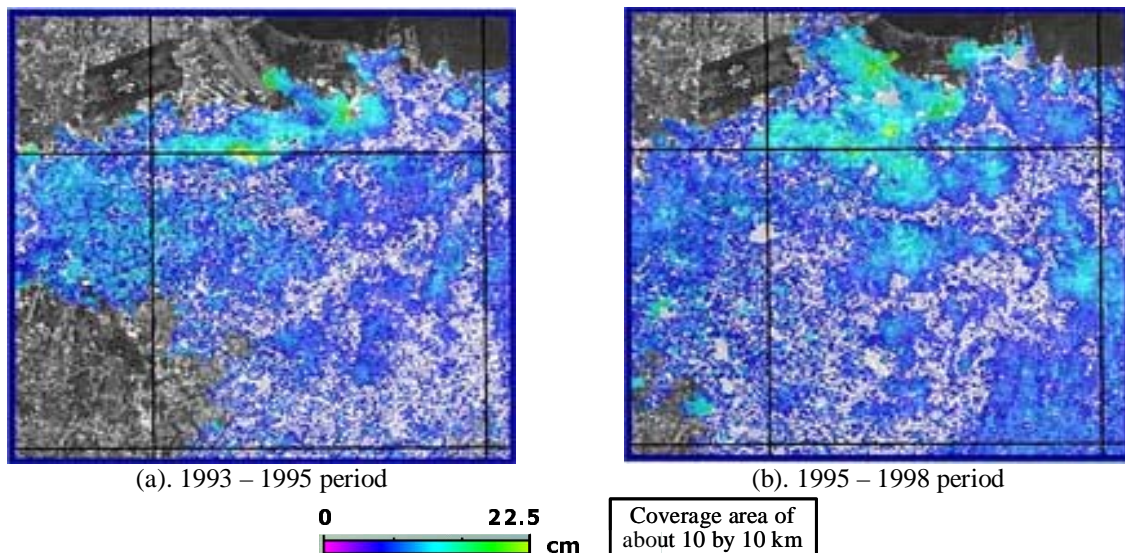 (a). 1993 – 1995 period
(b). 1995 – 1998 period
0 22.5
cm
Coverage area of
about 10 by 10 km